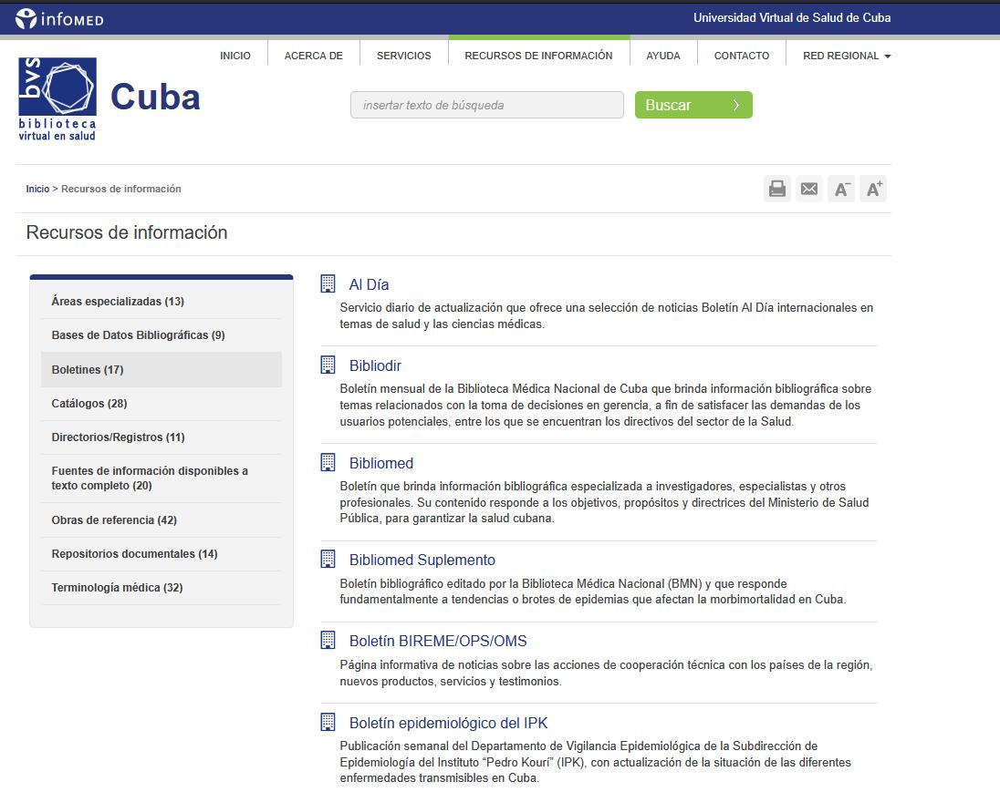 infOMED
Universidad Virtual de Salud de Cuba
INICIO
ACERCA DE
SERVICIOS
RECURSOS DE INFORMACIÓN
AYUDA
CONTACTO
RED REGIONAL
bvs
biblioteca
virtual en salud
Cuba
insertar texto de búsqueda
Buscar
Inicio > Recursos de información
A-
A+
Recursos de información
Áreas especializadas (13)
Bases de Datos Bibliográficas (9)
Boletines (17)
Catálogos (28)
Directorios/Registros (11)
Fuentes de información disponibles a
texto completo (20)
Obras de referencia (42)
Repositorios documentales (14)
Terminología médica (32)
Al Día
Servicio diario de actualización que ofrece una selección de noticias Boletín Al Día internacionales en
temas de salud y las ciencias médicas.
Bibliodir
Boletín mensual de la Biblioteca Médica Nacional de Cuba que brinda información bibliográfica sobre
temas relacionados con la toma de decisiones en gerencia, a fin de satisfacer las demandas de los
usuarios potenciales, entre los que se encuentran los directivos del sector de la Salud.
Bibliomed
Boletín que brinda información bibliográfica especializada a investigadores, especialistas y otros
profesionales. Su contenido responde a los objetivos, propósitos y directrices del Ministerio de Salud
Pública, para garantizar la salud cubana.
Bibliomed Suplemento
Boletín bibliográfico editado por la Biblioteca Médica Nacional (BMN) y que responde
fundamentalmente a tendencias o brotes de epidemias que afectan la morbimortalidad en Cuba.
Boletín BIREME/OPS/OMS
Página informativa de noticias sobre las acciones de cooperación técnica con los países de la región,
nuevos productos, servicios y testimonios.
Boletín epidemiológico del IPK
Publicación semanal del Departamento de Vigilancia Epidemiológica de la Subdirección de
Epidemiología del Instituto “Pedro Kourí” (IPK), con actualización de la situación de las diferentes
enfermedades transmisibles en Cuba.